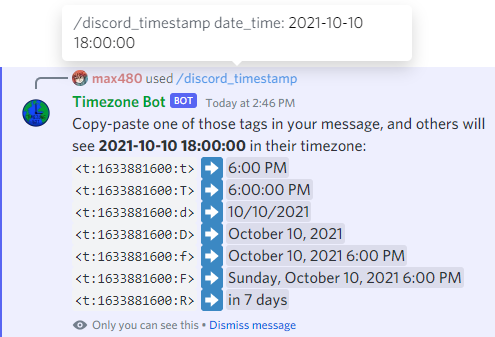 /discord_timestamp date_time: 2021-10-10
18:00:00
max480 used /discord_timestamp
Timezone Bot BOT Today at 2:46 PM
Copy-paste one of those tags in your message, and others will
see 2021-10-10 18:00:00 in their timezone:
<t:1633881600:t> ➡ 6:00 PM
<t:1633881600:T> ➡ 6:00:00 PM
<t:1633881600:d> ➡ 10/10/2021
<t:1633881600:D> ➡ October 10, 2021
<t:1633881600:f> ➡ October 10, 2021 6:00 PM
<t:1633881600:F> ➡ Sunday, October 10, 2021 6:00 PM
<t:1633881600:R> ➡ in 7 days
Only you can see this • Dismiss message